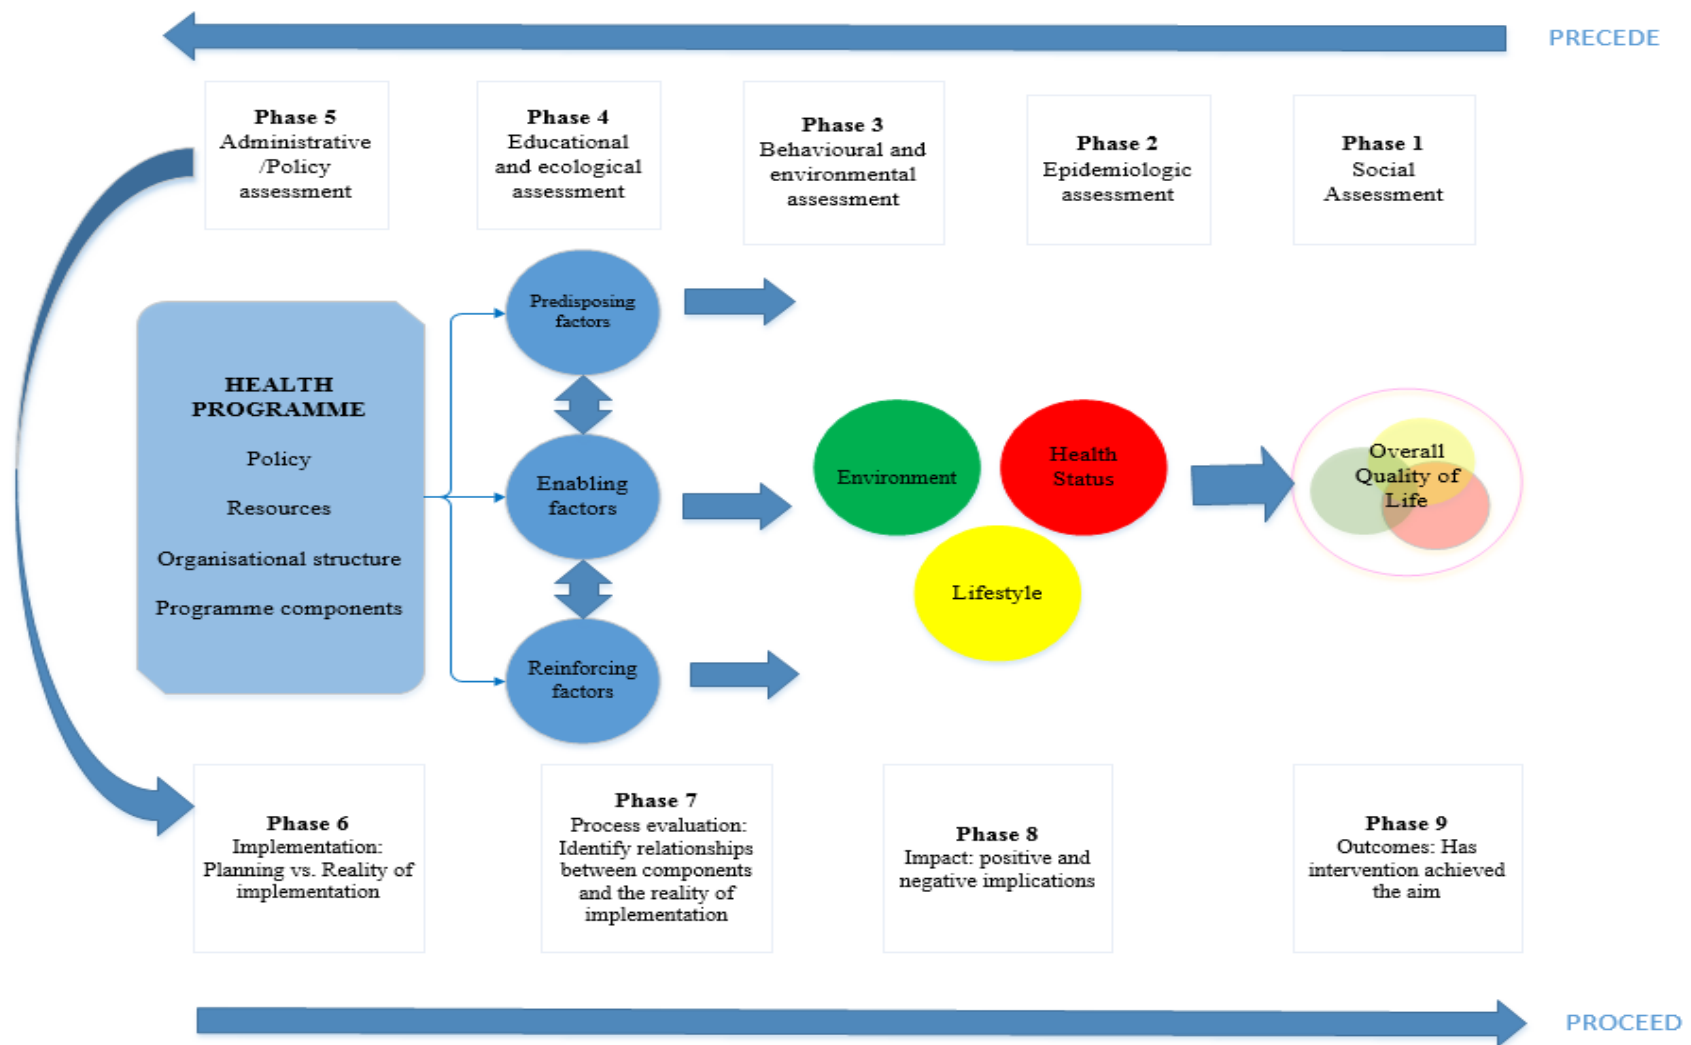 PRECEDE
Phase 5
Administrative
/Policy
assessment
Phase 4
Educational
and ecological
assessment
Phase 3
Behavioural and
environmental
assessment
Phase 2
Epidemiologic
assessment
Phase 1
Social
Assessment
HEALTH
PROGRAMME
Policy
Resources
Organisational structure
Programme components
Predisposing
factors
Enabling
factors
Reinforcing
factors
Environment
Health
Status
Lifestyle
Overall
Quality of
Life
Phase 6
Implementation:
Planning vs. Reality of
implementation
Phase 7
Process evaluation:
Identify relationships
between components
and the reality of
implementation
Phase 8
Impact: positive and
negative implications
Phase 9
Outcomes: Has
intervention achieved
the aim
PROCEED